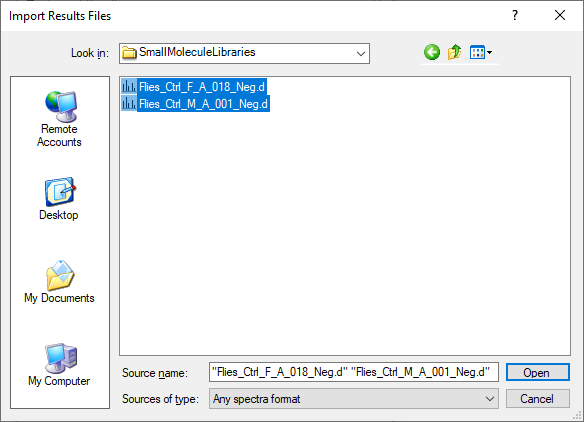 Import Results Files
Look in: SmallMoleculeLibraries
Flies_Ctrl_F_A_018_Neg.d
Flies_Ctrl_M_A_001_Neg.d
Remote
Accounts
Desktop
My Documents
My Computer
Source name: "Flies_Ctrl_F_A_018_Neg.d" "Flies_Ctrl_M_A_001_Neg.d" Open
Sources of type: Any spectra format Cancel